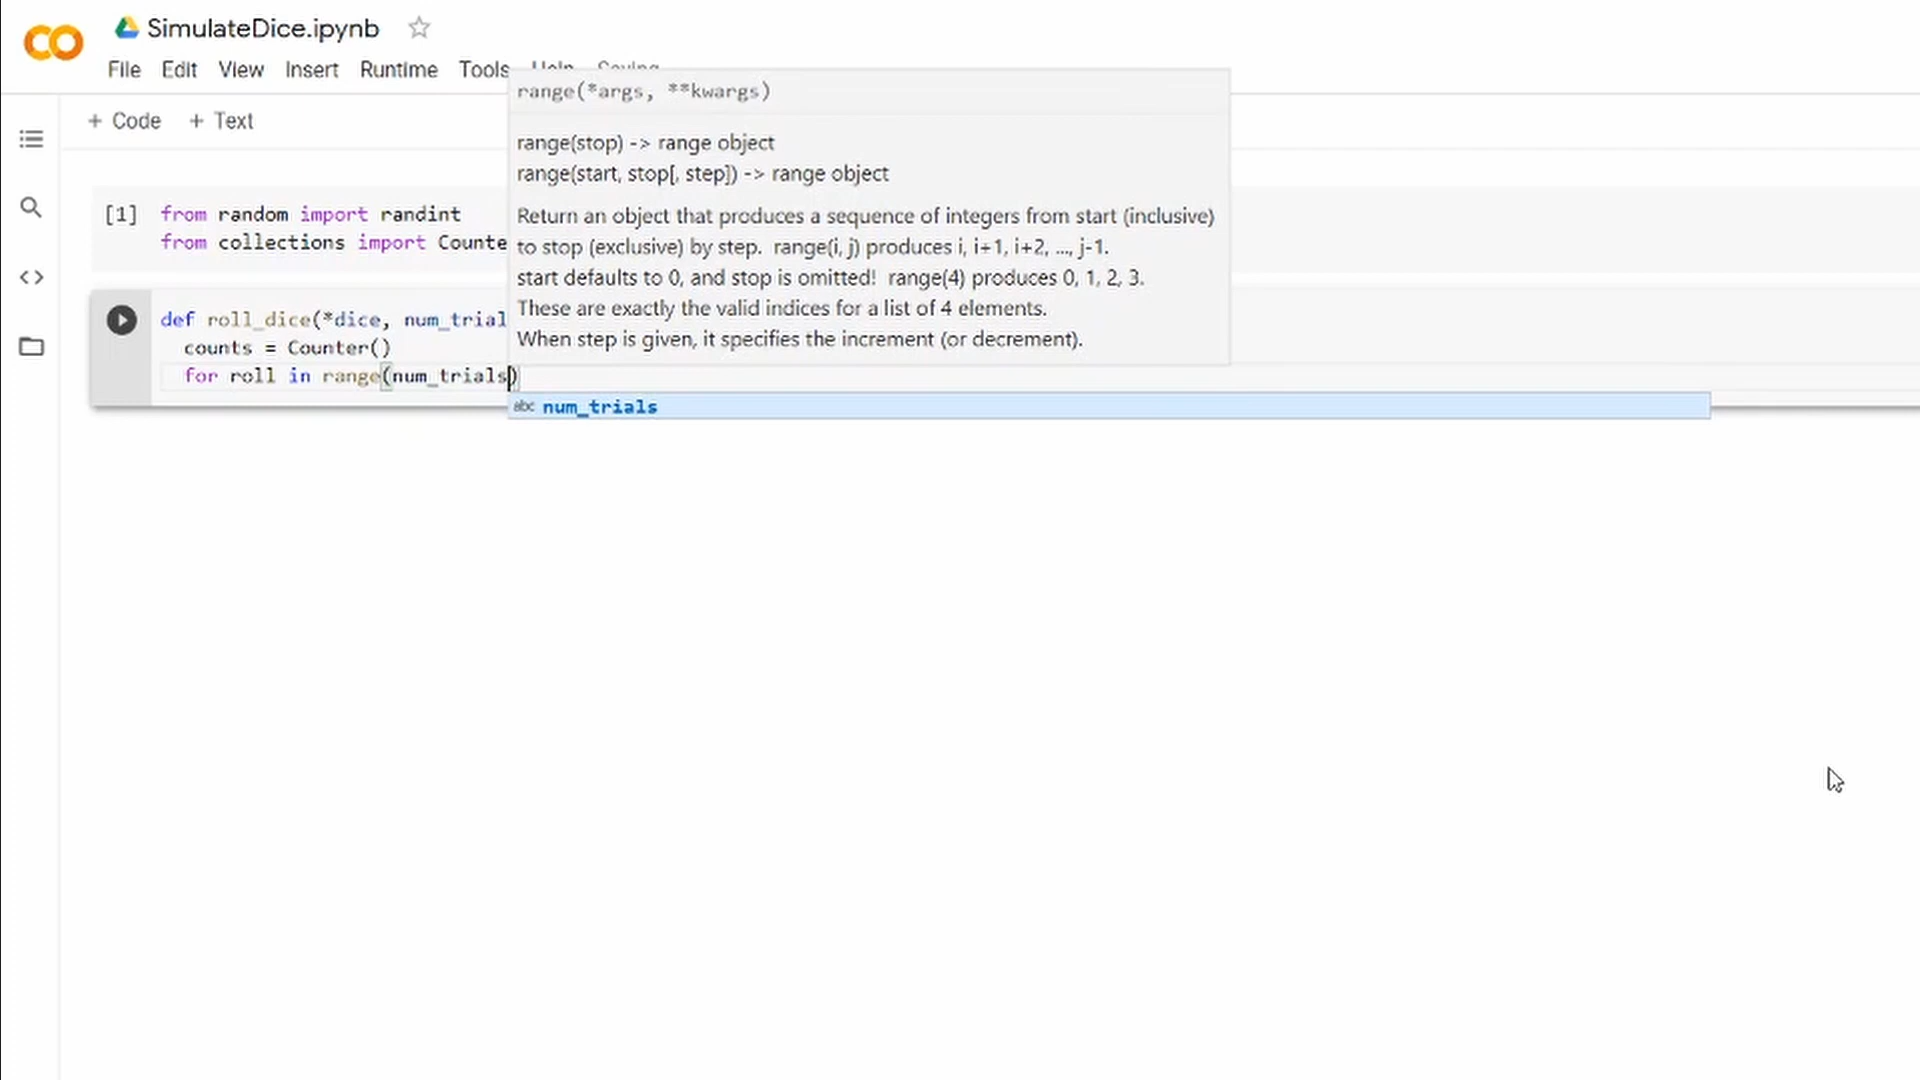 SimulateDice.ipynb
File Edit View Insert Runtime Tools Help Saving
+ Code + Text
range(*args, **kwargs)
range(stop) -> range object
range(start, stop[, step]) -> range object
Return an object that produces a sequence of integers from start (inclusive)
to stop (exclusive) by step. range(i, j) produces i, i+1, i+2, ..., j-1.
start defaults to 0, and stop is omitted! range(4) produces 0, 1, 2, 3.
These are exactly the valid indices for a list of 4 elements.
When step is given, it specifies the increment (or decrement).
[1] from random import randint
from collections import Counte
def roll_dice(*dice, num_trial
counts = Counter()
for roll in range(num_trials)
abc num_trials